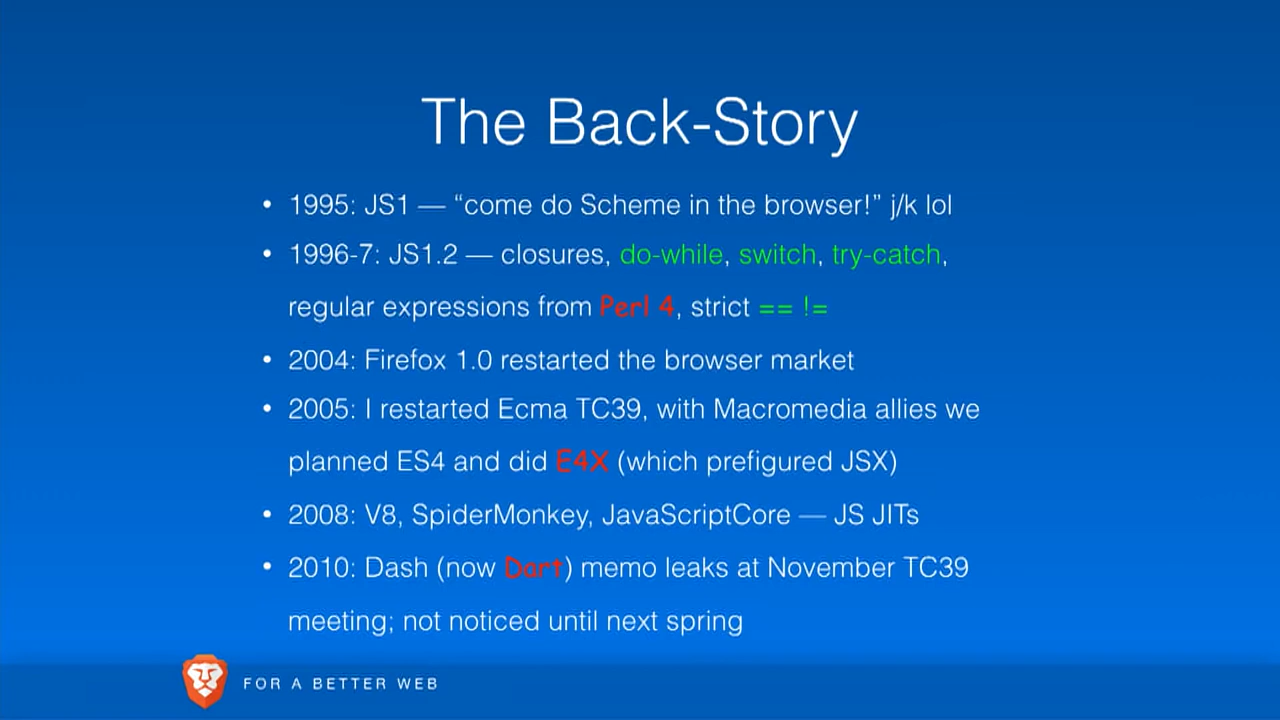 The Back-Story
• 1995: JS1 — “come do Scheme in the browser!” j/k lol
• 1996-7: JS1.2 — closures, do-while, switch, try-catch,
regular expressions from Perl 4, strict == !=
• 2004: Firefox 1.0 restarted the browser market
• 2005: I restarted Ecma TC39, with Macromedia allies we
planned ES4 and did E4X (which prefigured JSX)
• 2008: V8, SpiderMonkey, JavaScriptCore — JS JITs
• 2010: Dash (now Dart) memo leaks at November TC39
meeting; not noticed until next spring
FOR A BETTER WEB